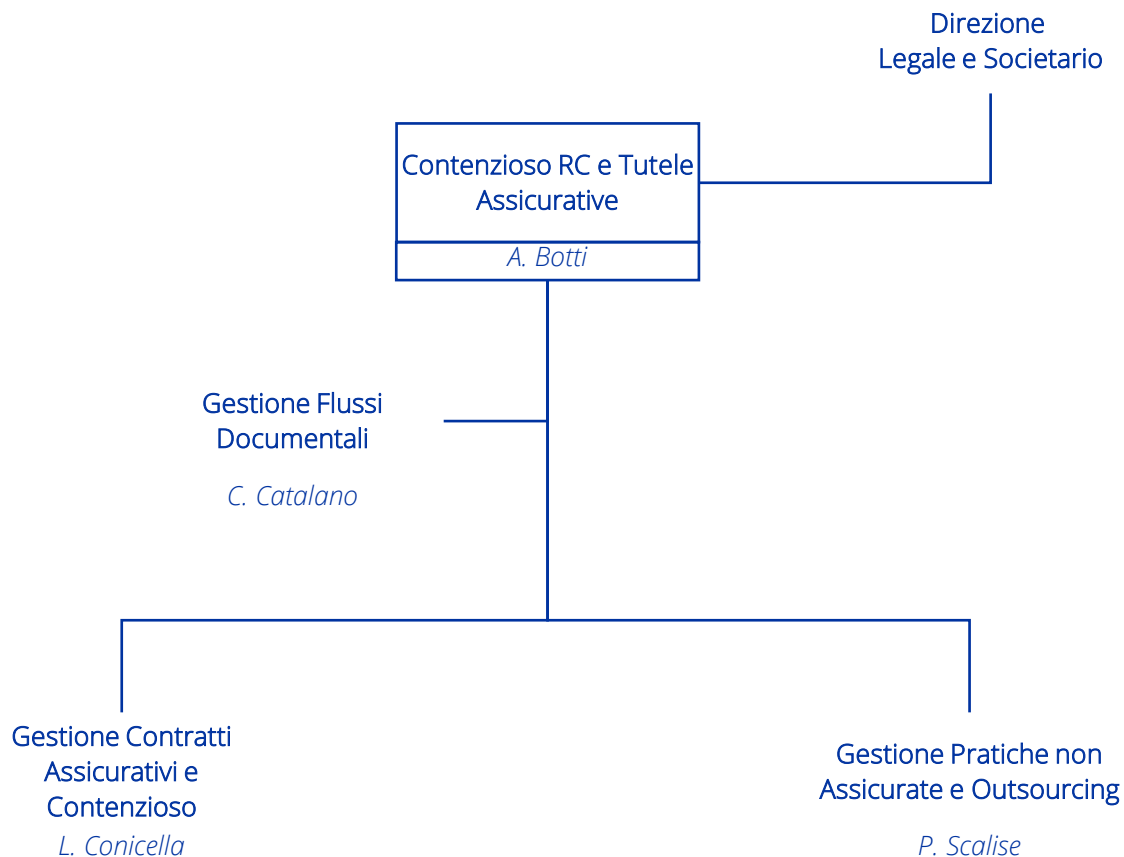 Direzione
Legale e Societario
Contenzioso RC e Tutele
Assicurative
A. Botti
Gestione Flussi
Documentali
C. Catalano
Gestione Contratti
Assicurativi e
Contenzioso
L. Conicella
Gestione Pratiche non
Assicurate e Outsourcing
P. Scalise